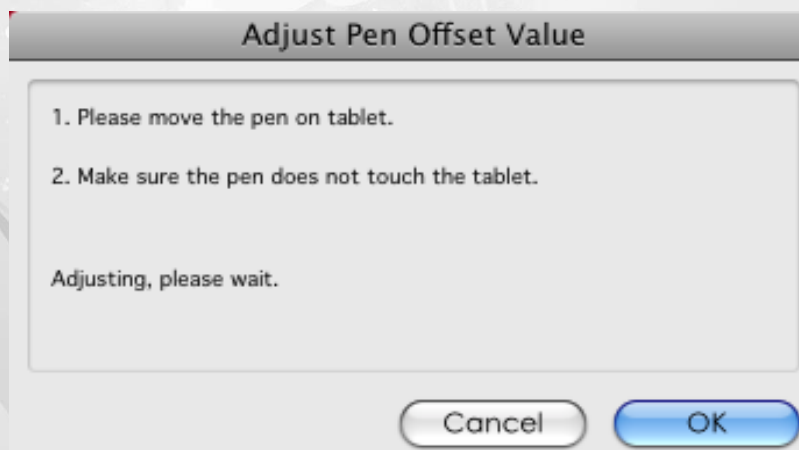 Adjust Pen Offset Value
1. Please move the pen on tablet.
2. Make sure the pen does not touch the tablet.
Adjusting, please wait.
Cancel
OK